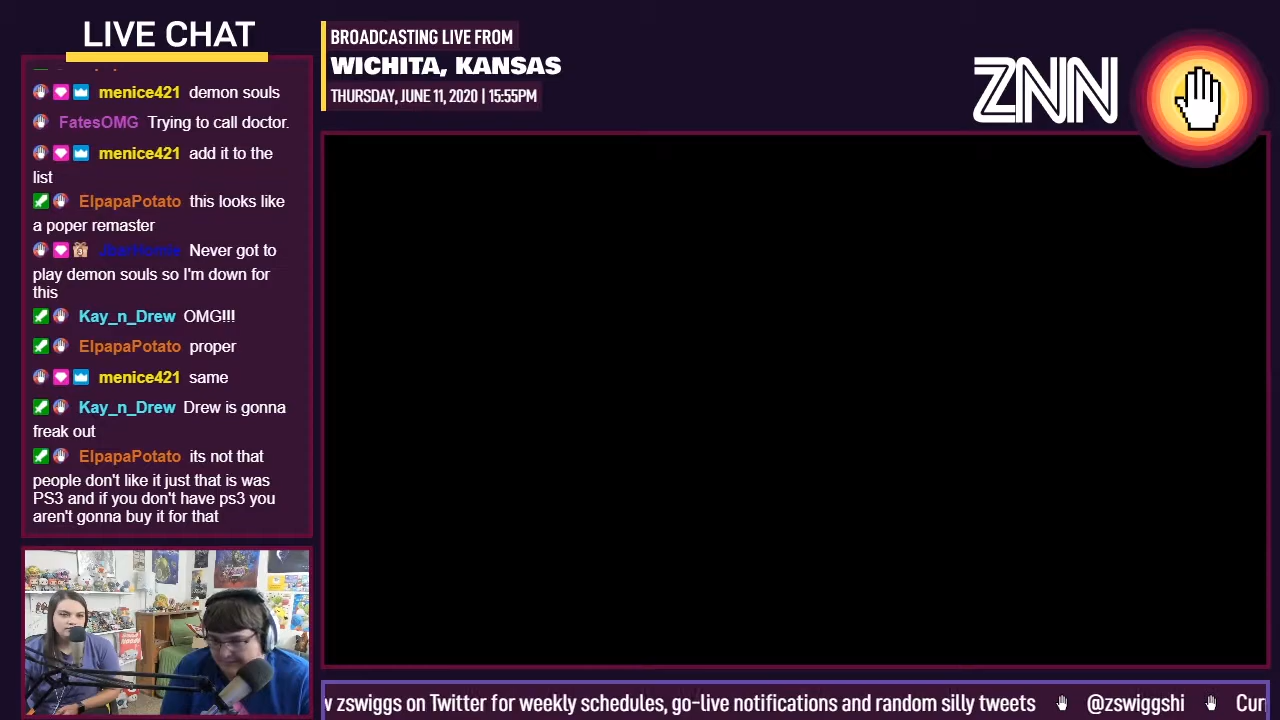 LIVE CHAT
menice421 demon souls
FatesOMG Trying to call doctor.
menice421 add it to the
list
ElpapaPotato this looks like
a poper remaster
Never got to
play demon souls so I'm down for
this
Kay_n_Drew OMG!!!
ElpapaPotato proper
menice421 same
Kay_n_Drew Drew is gonna
freak out
ElpapaPotato its not that
people don't like it just that is was
PS3 and if you don't have ps3 you
aren't gonna buy it for that
BROADCASTING LIVE FROM
WICHITA, KANSAS
THURSDAY, JUNE 11, 2020 | 15:55PM
ZNN
w zswiggs on Twitter for weekly schedules, go-live notifications and random silly tweets @zswiggshi Cur